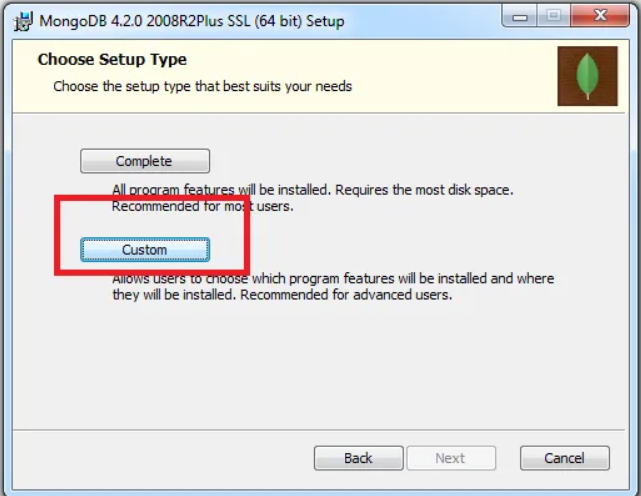 MongoDB 4.2.0 2008R2Plus SSL (64 bit) Setup
Choose Setup Type
Choose the setup type that best suits your needs
Complete
All program features will be installed. Requires the most disk space.
Recommended for most users.
Custom
Allows users to choose which program features will be installed and where
they will be installed. Recommended for advanced users.
Back
Next
Cancel